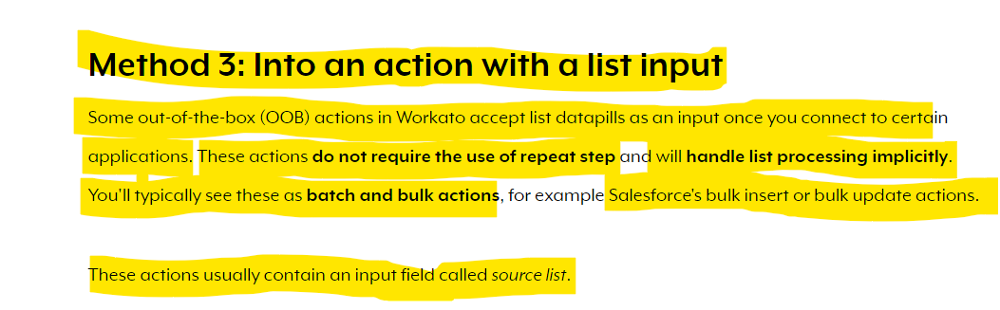 Method 3: Into an action with a list input
Some out-of-the-box (OOB) actions in Workato accept list datapills as an input once you connect to certain
applications. These actions do not require the use of repeat step and will handle list processing implicitly.
You'll typically see these as batch and bulk actions, for example Salesforce's bulk insert or bulk update actions.
These actions usually contain an input field called source list.